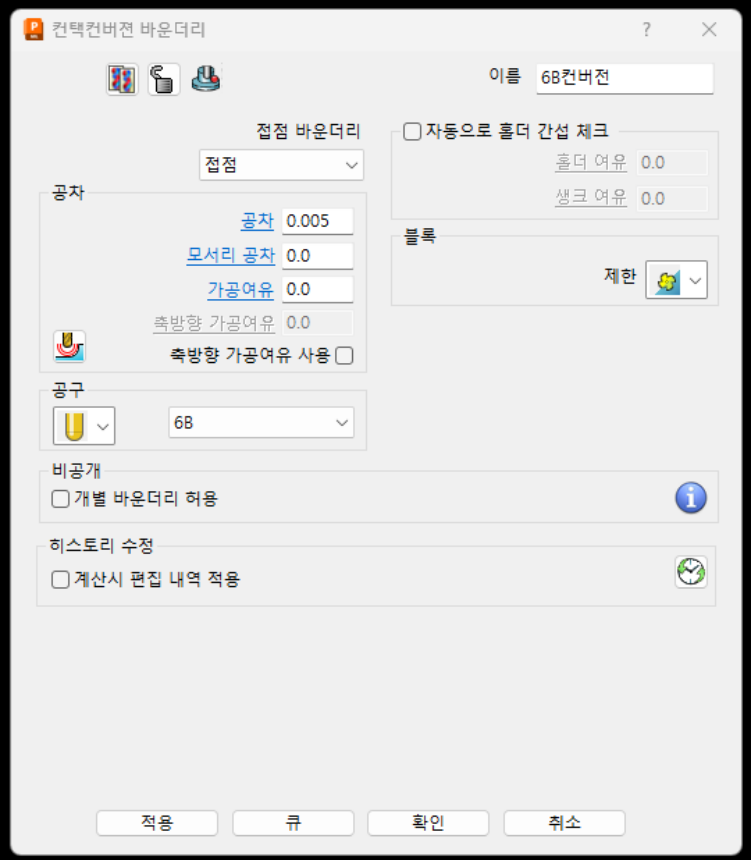 컨택컨버젼 바운더리
이름 6B컨버전
접점 바운더리
접점
자동으로 홀더 간섭 체크
홀더 여유 0.0
생크 여유 0.0
공차
공차 0.005
모서리 공차 0.0
가공여유 0.0
축방향 가공여유 0.0
축방향 가공여유 사용
블록
제한
공구
6B
비공개
개별 바운더리 허용
히스토리 수정
계산시 편집 내역 적용
적용
큐
확인
취소